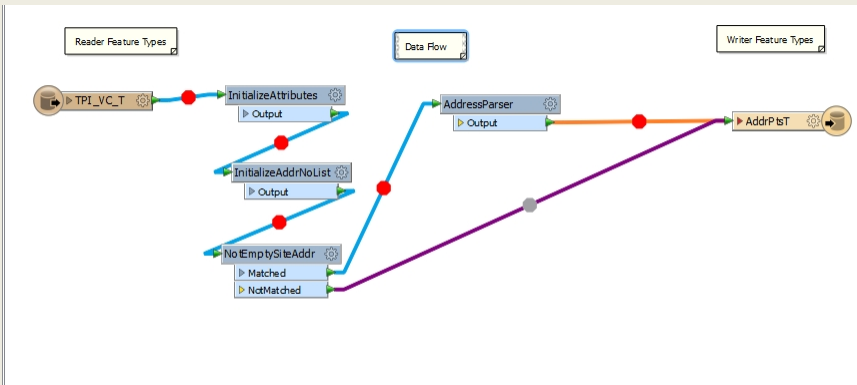 Reader Feature Types
Data Flow
Writer Feature Types
TPI_VC_T
InitializeAttributes
Output
InitializeAddrNoList
Output
NotEmptySiteAddr
Matched
NotMatched
AddressParser
Output
AddrPtsT